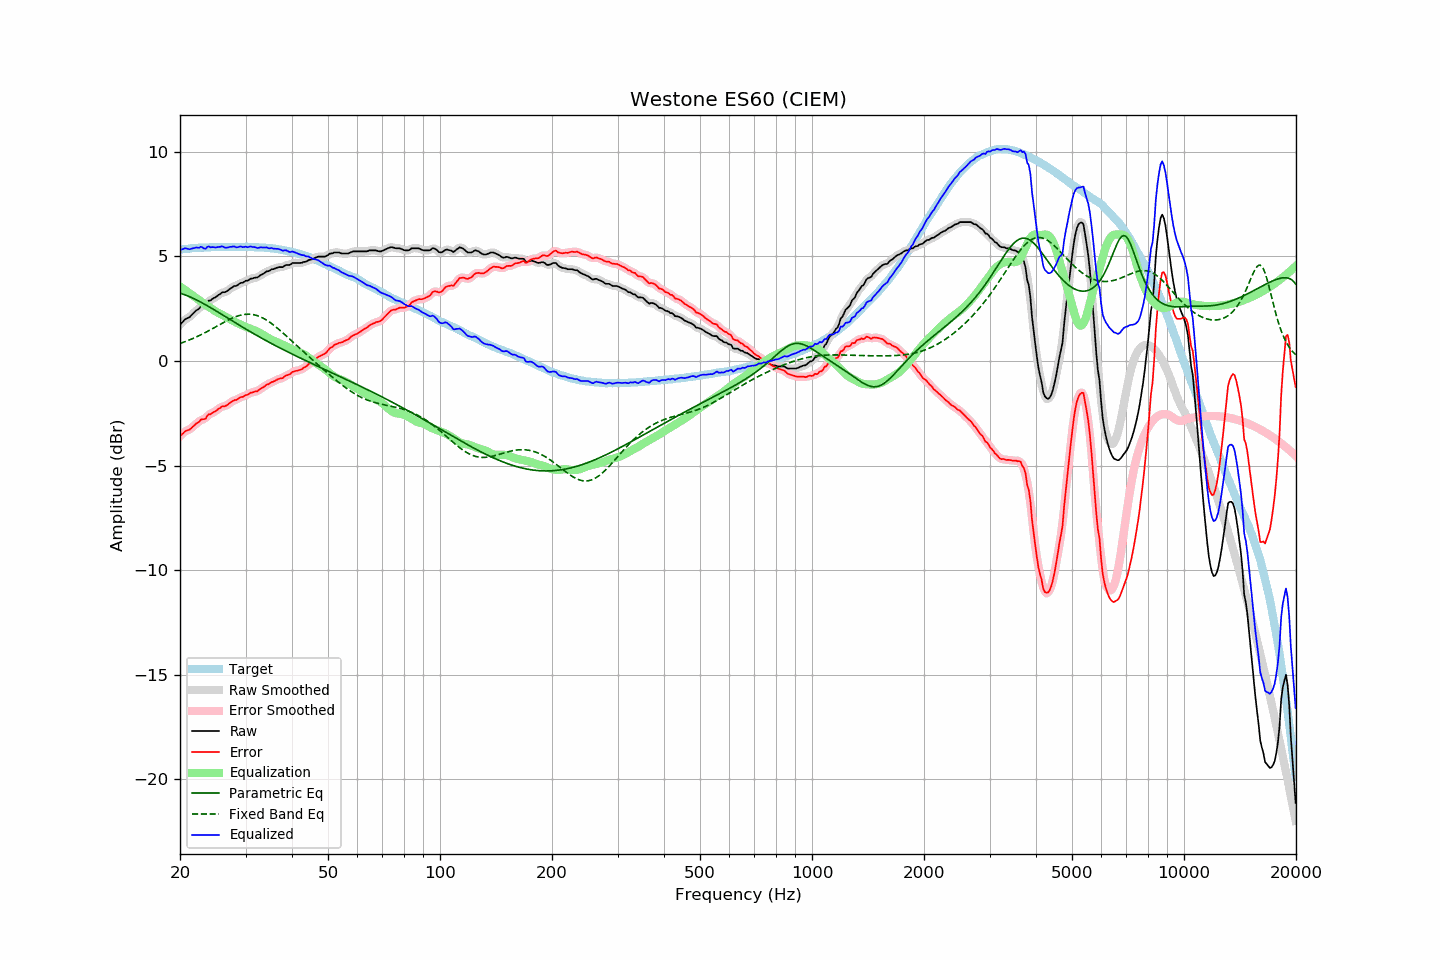 Westone ES60 (CIEM)
Amplitude (dBr)
10
5
0
−5
−10
−15
−20
Target
Raw Smoothed
Error Smoothed
Raw
Error
Equalization
Parametric Eq
Fixed Band Eq
Equalized
20 50 100 200 500 1000 2000 5000 10000 20000
Frequency (Hz)